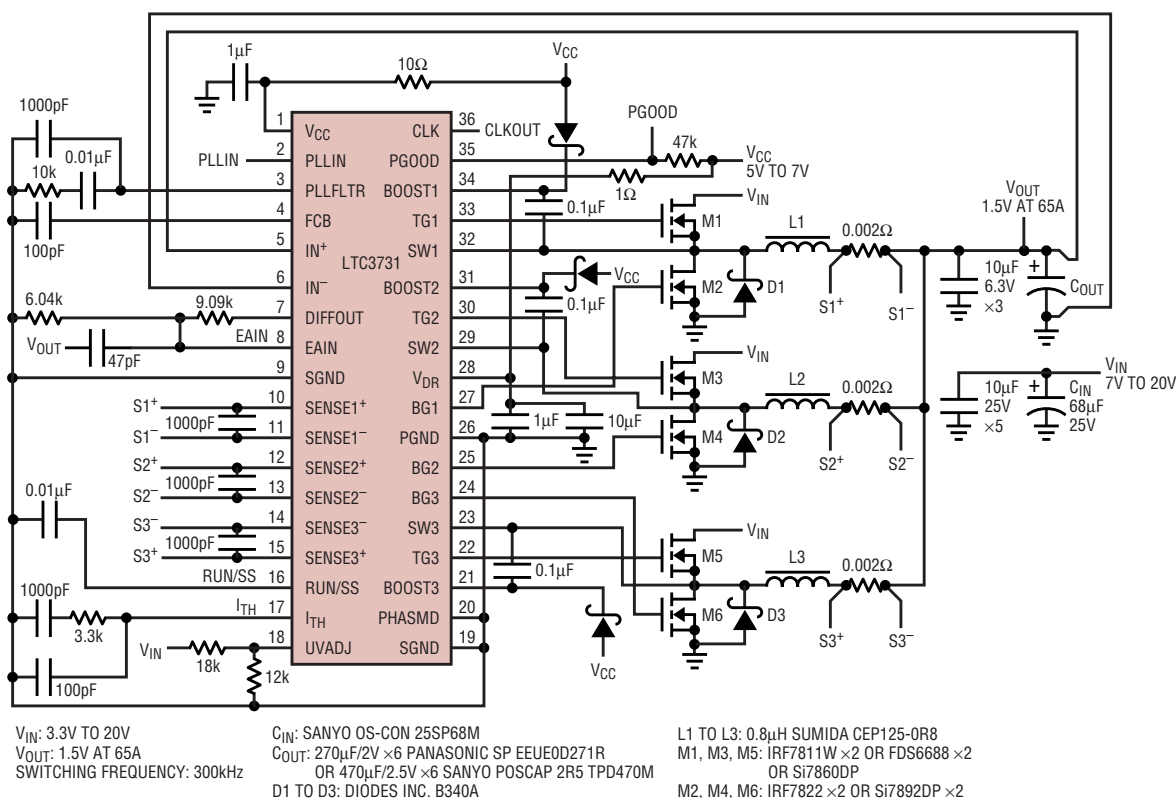 1µF
VCC
10Ω
1000pF
0.01µF
10k
100pF
PLLIN
1
2
3
4
5
6
7
8
9
10
11
12
13
14
15
16
17
18
VCC
PLLIN
PLLFLTR
FCB
IN+
IN−
DIFFOUT
EAIN
SGND
SENSE1+
SENSE1−
SENSE2+
SENSE2−
SENSE3−
SENSE3+
RUN/SS
ITH
UVADJ
LTC3731
CLK
PGOOD
BOOST1
TG1
SW1
BOOST2
TG2
SW2
VDR
BG1
PGND
BG2
BG3
SW3
TG3
BOOST3
PHASMD
SGND
36
35
34
33
32
31
30
29
28
27
26
25
24
23
22
21
20
19
CLKOUT
PGOOD
47k
VCC
5V TO 7V
1Ω
0.1µF
VIN
M1
L1
0.002Ω
VOUT
1.5V AT 65A
VCC
0.1µF
M2
D1
S1+
S1−
10µF
6.3V
×3
+
COUT
6.04k
9.09k
VOUT
47pF
EAIN
VIN
M3
L2
0.002Ω
1µF
10µF
M4
D2
S2+
S2−
10µF
25V
×5
+
CIN
68µF
25V
VIN
7V TO 20V
S1+
1000pF
S1−
S2+
1000pF
S2−
0.01µF
S3−
1000pF
S3+
RUN/SS
1000pF
3.3k
ITH
100pF
VIN
18k
12k
0.1µF
VCC
VIN
M5
L3
0.002Ω
M6
D3
S3+
S3−
VIN: 3.3V TO 20V
VOUT: 1.5V AT 65A
SWITCHING FREQUENCY: 300kHz
CIN: SANYO OS-CON 25SP68M
COUT: 270µF/2V ×6 PANASONIC SP EEUE0D271R
OR 470µF/2.5V ×6 SANYO POSCAP 2R5 TPD470M
D1 TO D3: DIODES INC. B340A
L1 TO L3: 0.8µH SUMIDA CEP125-0R8
M1, M3, M5: IRF7811W ×2 OR FDS6688 ×2
OR Si7860DP
M2, M4, M6: IRF7822 ×2 OR Si7892DP ×2